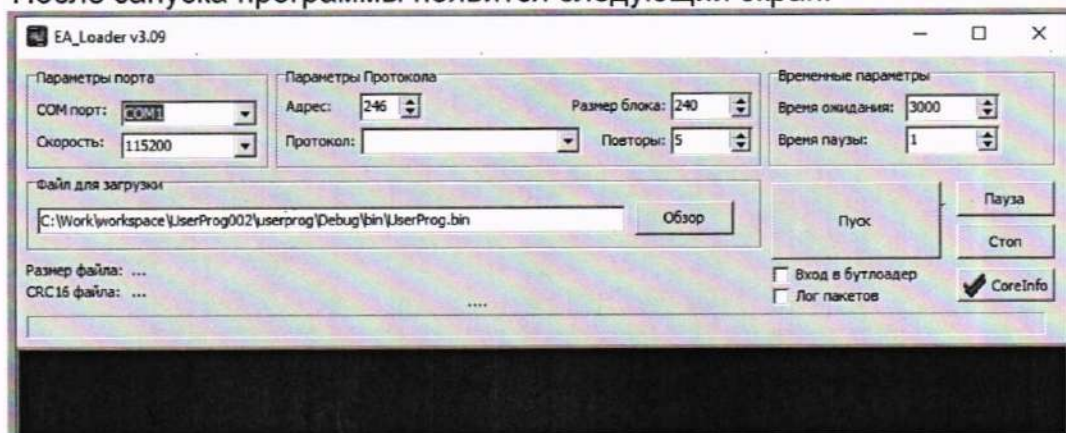 После запуска программы появится следующий экран:
EA_Loader v3.09
Параметры порта
COM порт: COM1
Скорость: 115200
Параметры Протокола
Адрес: 246
Размер блока: 240
Протокол:
Повторы: 5
Временные параметры
Время ожидания: 3000
Время паузы: 1
Файл для загрузки
C:\Work\workspace\UserProg002\userprog\Debug\bin\UserProg.bin
Обзор
Пуск
Пауза
Стоп
Размер файла: ...
CRC16 файла: ...
....
Вход в бутлоадер
Лог пакетов
CoreInfo